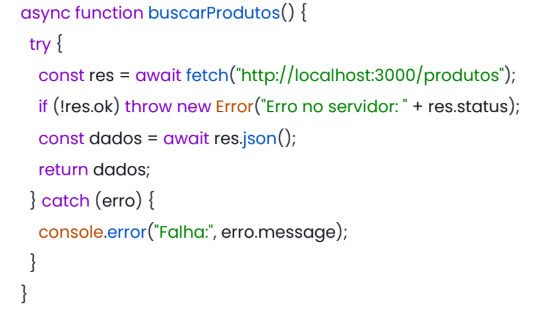 async function buscarProdutos() {
try {
const res = await fetch("http://localhost:3000/produtos");
if (!res.ok) throw new Error("Erro no servidor: " + res.status);
const dados = await res.json();
return dados;
} catch (erro) {
console.error("Falha:", erro.message);
}
}